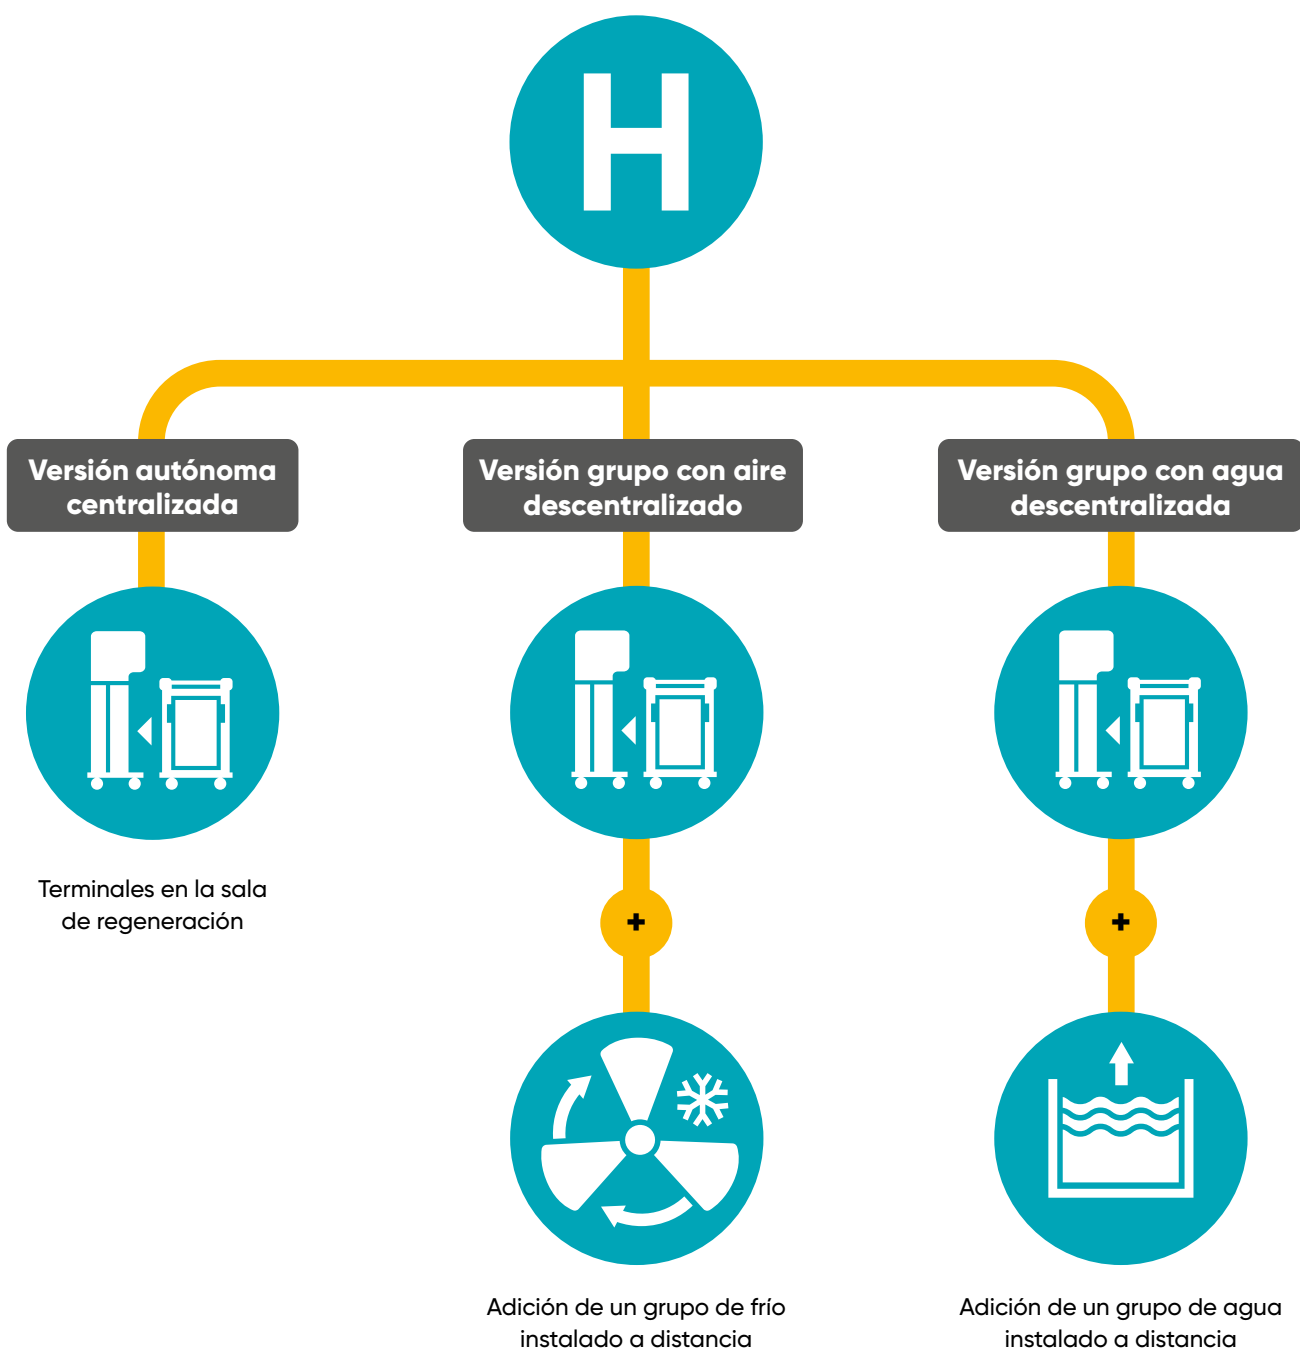 H
Versión autónoma
centralizada
Versión grupo con aire
descentralizado
Versión grupo con agua
descentralizada
Terminales en la sala
de regeneración
+
+
Adición de un grupo de frío
instalado a distancia
Adición de un grupo de agua
instalado a distancia